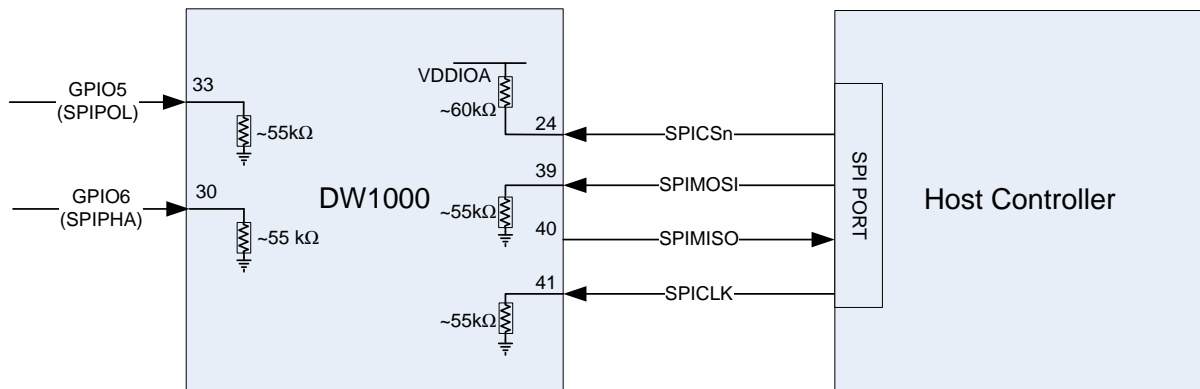 GPIO5
(SPIPOL)
33
~55kΩ
GPIO6
(SPIPHA)
30
~55 kΩ
DW1000
VDDIOA
~60kΩ
24
39
~55kΩ
40
41
~55kΩ
SPICSn
SPIMOSI
SPIMISO
SPICLK
SPI PORT
Host Controller